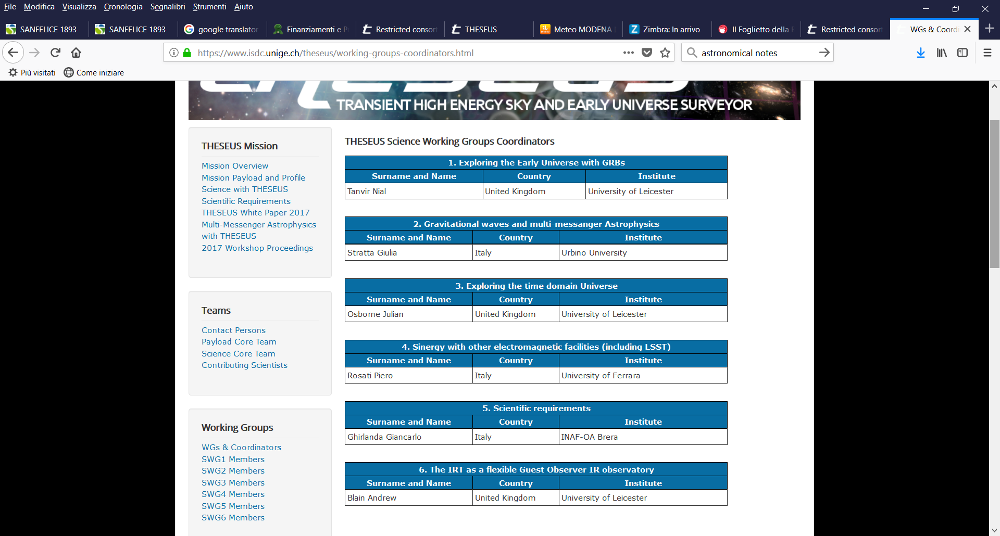 File Modifica Visualizza Cronologia Segnalibri Strumenti Aiuto
SANFELICE 1893 SANFELICE 1893 google translator Finanziamenti e P Restricted consort THESEUS Meteo MODENA Zimbra: In arrivo Il Foglietto della Restricted consort WGs & Coordi
https://www.isdc.unige.ch/theseus/working-groups-coordinators.html astronomical notes
Più visitati Come iniziare
TRANSIENT HIGH ENERGY SKY AND EARLY UNIVERSE SURVEYOR
THESEUS Mission
Mission Overview
Mission Payload and Profile
Science with THESEUS
Scientific Requirements
THESEUS White Paper 2017
Multi-Messenger Astrophysics
with THESEUS
2017 Workshop Proceedings
Teams
Contact Persons
Payload Core Team
Science Core Team
Contributing Scientists
Working Groups
WGs & Coordinators
SWG1 Members
SWG2 Members
SWG3 Members
SWG4 Members
SWG5 Members
SWG6 Members
THESEUS Science Working Groups Coordinators
1. Exploring the Early Universe with GRBs
Surname and Name Country Institute
Tanvir Nial United Kingdom University of Leicester
2. Gravitational waves and multi-messanger Astrophysics
Surname and Name Country Institute
Stratta Giulia Italy Urbino University
3. Exploring the time domain Universe
Surname and Name Country Institute
Osborne Julian United Kingdom University of Leicester
4. Sinergy with other electromagnetic facilities (including LSST)
Surname and Name Country Institute
Rosati Piero Italy University of Ferrara
5. Scientific requirements
Surname and Name Country Institute
Ghirlanda Giancarlo Italy INAF-OA Brera
6. The IRT as a flexible Guest Observer IR observatory
Surname and Name Country Institute
Blain Andrew United Kingdom University of Leicester